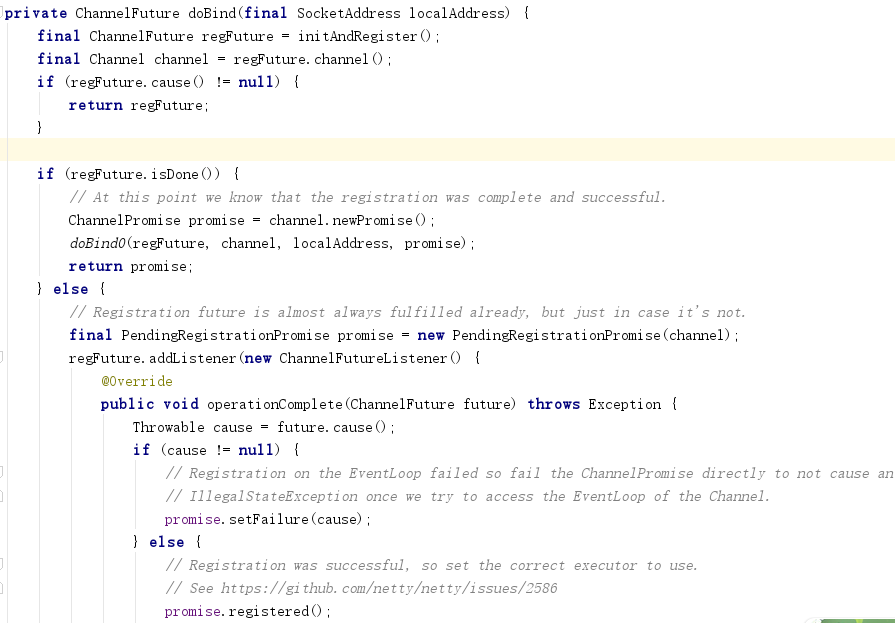 private ChannelFuture doBind(final SocketAddress localAddress) {
final ChannelFuture regFuture = initAndRegister();
final Channel channel = regFuture.channel();
if (regFuture.cause() != null) {
return regFuture;
}
if (regFuture.isDone()) {
// At this point we know that the registration was complete and successful.
ChannelPromise promise = channel.newPromise();
doBind0(regFuture, channel, localAddress, promise);
return promise;
} else {
// Registration future is almost always fulfilled already, but just in case it's not.
final PendingRegistrationPromise promise = new PendingRegistrationPromise(channel);
regFuture.addListener(new ChannelFutureListener() {
@Override
public void operationComplete(ChannelFuture future) throws Exception {
Throwable cause = future.cause();
if (cause != null) {
// Registration on the EventLoop failed so fail the ChannelPromise directly to not cause an
// IllegalStateException once we try to access the EventLoop of the Channel.
promise.setFailure(cause);
} else {
// Registration was successful, so set the correct executor to use.
// See https://github.com/netty/netty/issues/2586
promise.registered();